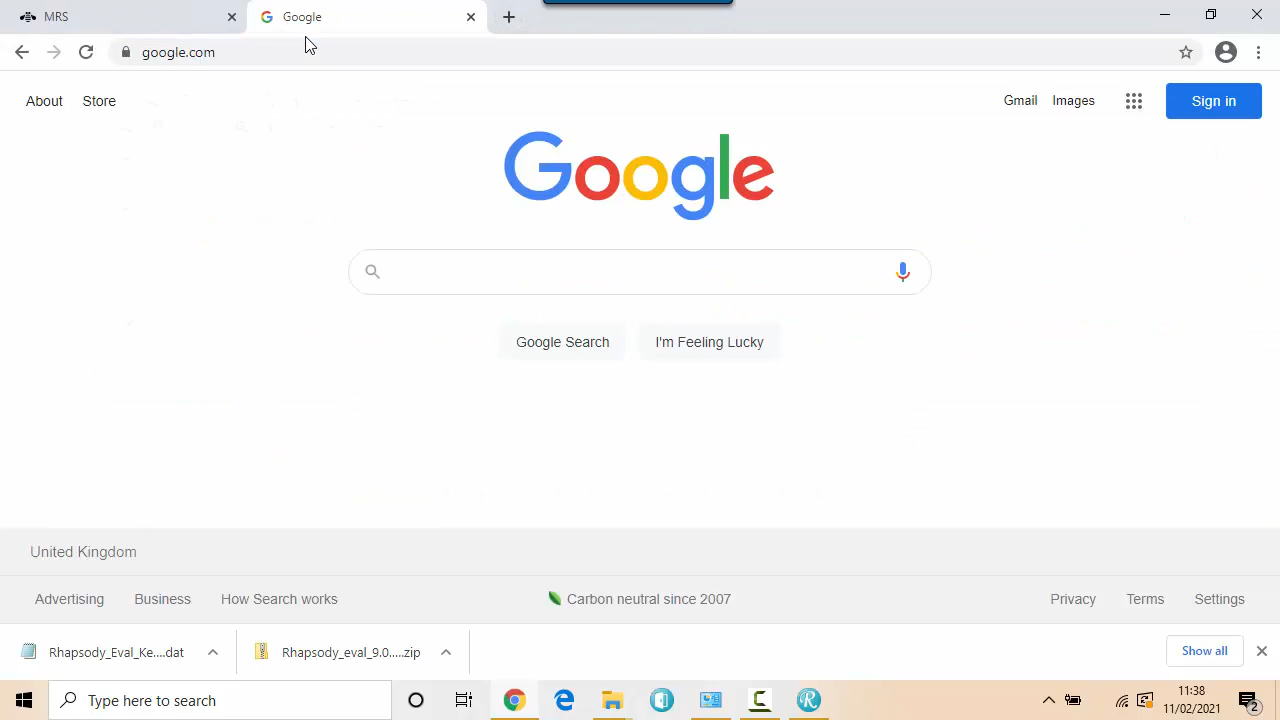 MRS
Google
google.com
About
Store
Gmail
Images
Sign in
Google
Google Search
I'm Feeling Lucky
United Kingdom
Advertising
Business
How Search works
Carbon neutral since 2007
Privacy
Terms
Settings
Rhapsody_Eval_Ke....dat
Rhapsody_eval_9.0.....zip
Show all
Type here to search
11:38
11/02/2021
2